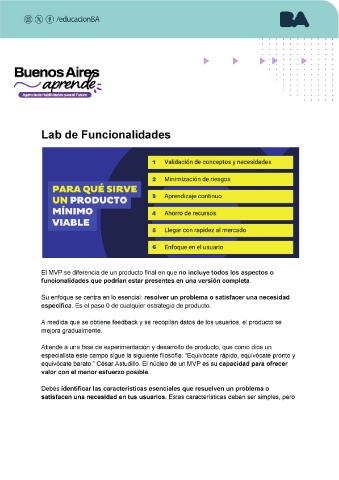 /educacionBA
BA
Buenos Aires
aprende
Agencia de Habilidades para el Futuro
Lab de Funcionalidades
PARA QUÉ SIRVE
UN PRODUCTO
MÍNIMO
VIABLE
1 Validación de conceptos y necesidades
2 Minimización de riesgos
3 Aprendizaje continuo
4 Ahorro de recursos
5 Llegar con rapidez al mercado
6 Enfoque en el usuario
El MVP se diferencia de un producto final en que no incluye todos los aspectos o
funcionalidades que podrían estar presentes en una versión completa.
Su enfoque se centra en lo esencial: resolver un problema o satisfacer una necesidad
específica. Es el paso 0 de cualquier estrategia de producto.
A medida que se obtiene feedback y se recopilan datos de los usuarios, el producto se
mejora gradualmente.
Atiende a una fase de experimentación y desarrollo de producto, que como dice un
especialista este campo sigue la siguiente filosofía: "Equivócate rápido, equivócate pronto y
equivócate barato." César Astudillo. El núcleo de un MVP es su capacidad para ofrecer
valor con el menor esfuerzo posible.
Debés identificar las características esenciales que resuelven un problema o
satisfacen una necesidad en tus usuarios. Estas características deben ser simples, pero